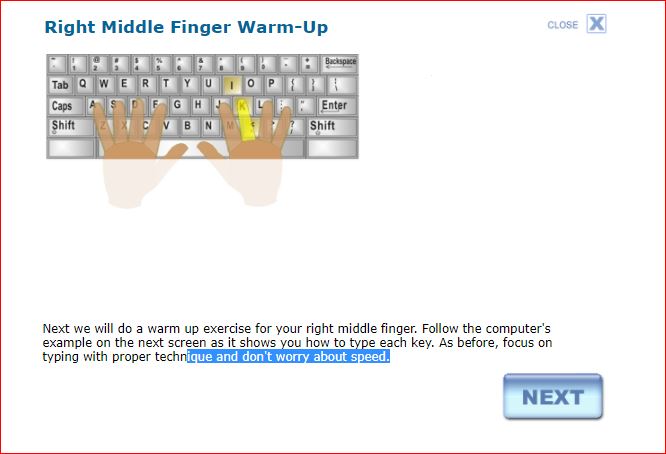 Right Middle Finger Warm-Up
CLOSE X
Backspace
Tab Q W E R T Y U I O P
Caps A S D F G H J K L Enter
Shift Z X C V B N M Shift
Next we will do a warm up exercise for your right middle finger. Follow the computer's
example on the next screen as it shows you how to type each key. As before, focus on
typing with proper technique and don't worry about speed.
NEXT